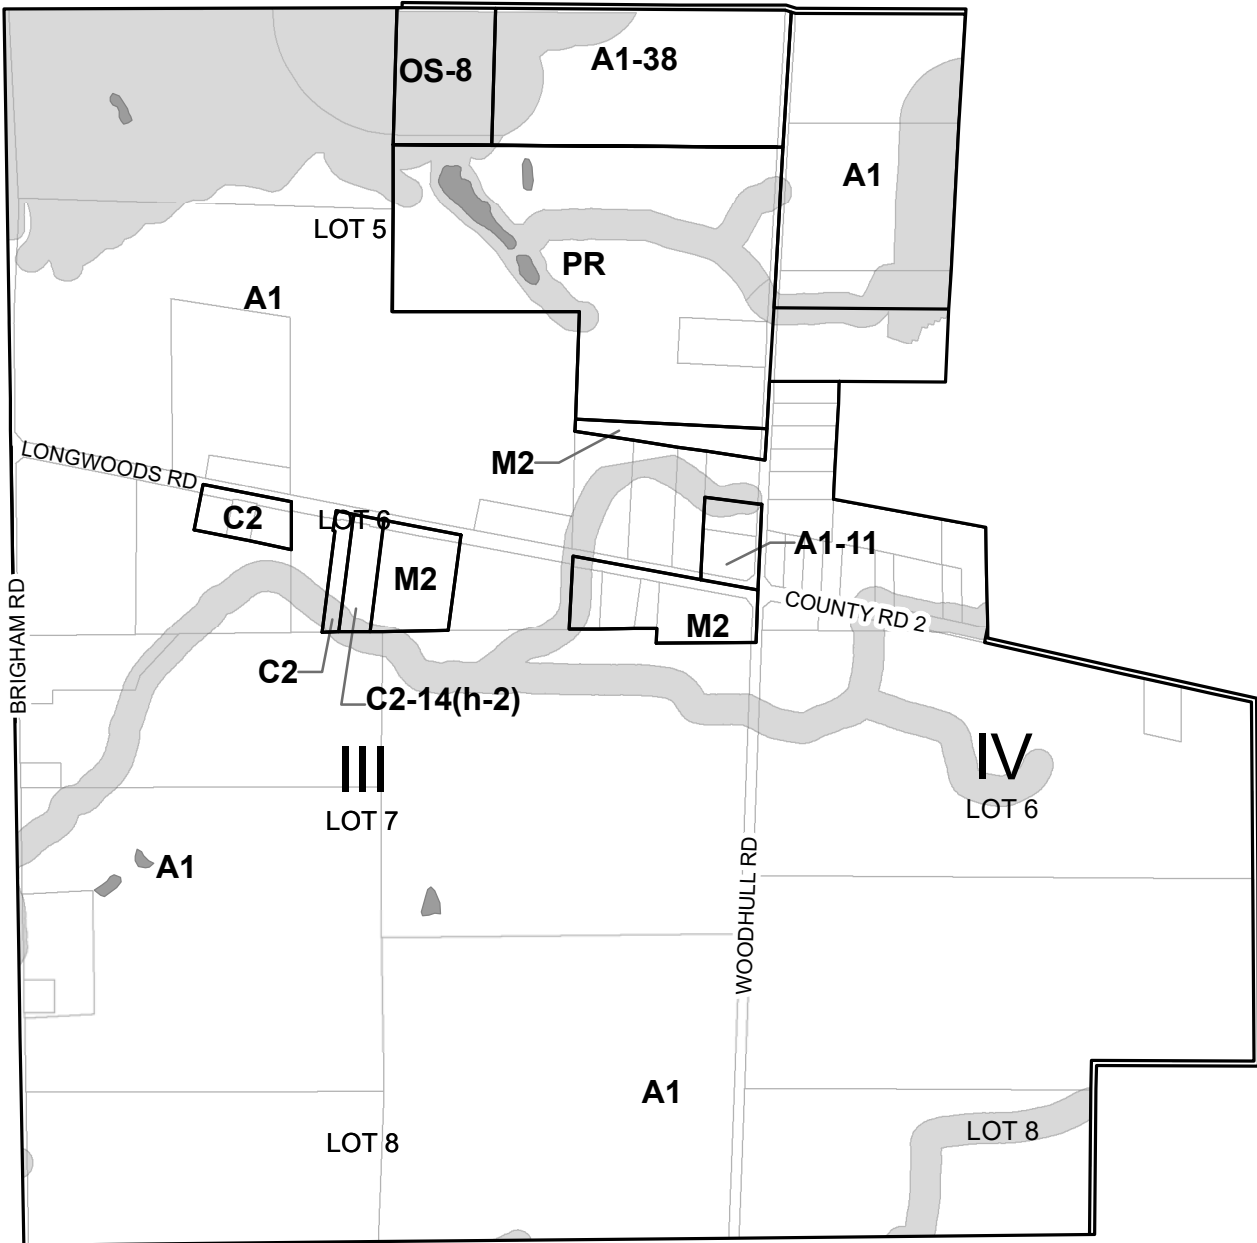 A1-38
OS-8
A1
LOT 5
PR
A1
LONGWOODS RD
M2
C2
LOT 6
A1-11
M2
COUNTY RD 2
M2
BRIGHAM RD
C2
C2-14(h-2)
III
IV
LOT 6
LOT 7
A1
WOODHULL RD
A1
LOT 8
LOT 8